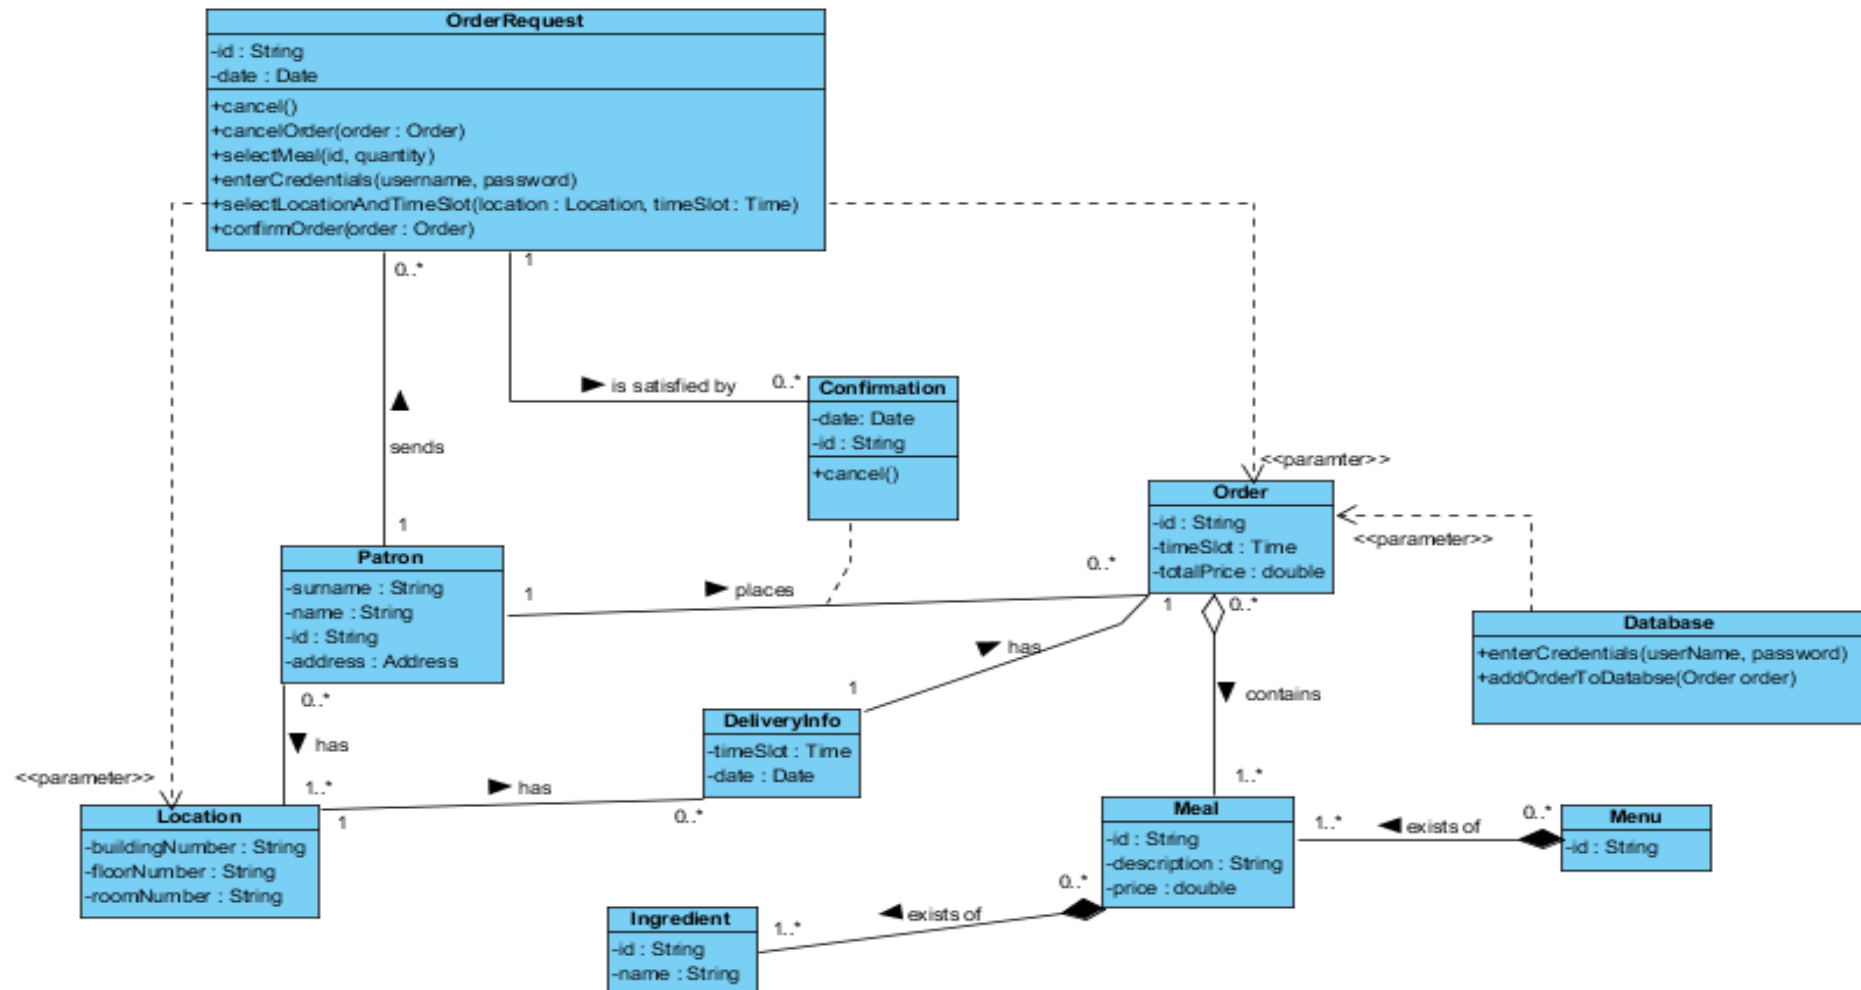 OrderRequest
-id : String
-date : Date
+cancel()
+cancelOrder(order : Order)
+selectMeal(id, quantity)
+enterCredentials(username, password)
+selectLocationAndTimeSlot(location : Location, timeSlot : Time)
+confirmOrder(order : Order)
0..*
1
is satisfied by
0..*
Confirmation
-date: Date
-id : String
+cancel()
sends
1
<<paramter>>
Order
-id : String
-timeSlot : Time
-totalPrice : double
<<parameter>>
Patron
-surname : String
-name : String
-id : String
-address : Address
1
places
0..*
1
0..*
Database
+enterCredentials(userName, password)
+addOrderToDatabse(Order order)
has
1
contains
0..*
has
1..*
<<parameter>>
DeliveryInfo
-timeSlot : Time
-date : Date
Location
-buildingNumber : String
-floorNumber : String
-roomNumber : String
1
has
0..*
1..*
Meal
-id : String
-description : String
-price : double
1..*
exists of
0..*
Menu
-id : String
0..*
exists of
1..*
Ingredient
-id : String
-name : String